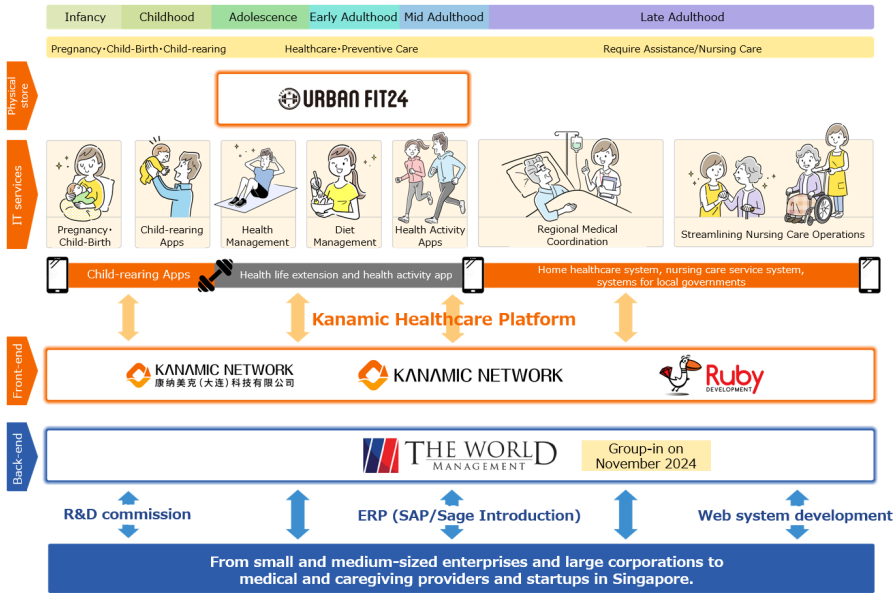 Infancy
Childhood
Adolescence
Early Adulthood
Mid Adulthood
Late Adulthood
Pregnancy・Child-Birth・Child-rearing
Healthcare・Preventive Care
Require Assistance/Nursing Care
Physical
store
URBAN FIT24
IT services
Pregnancy・
Child-Birth
Child-rearing
Apps
Health
Management
Diet
Management
Health Activity
Apps
Regional Medical
Coordination
Streamlining Nursing Care Operations
Child-rearing Apps
Health life extension and health activity app
Home healthcare system, nursing care service system,
systems for local governments
Kanamic Healthcare Platform
Front-end
KANAMIC NETWORK
康纳美克(大连)科技有限公司
KANAMIC NETWORK
Ruby
DEVELOPMENT
Back-end
THE WORLD
MANAGEMENT
Group-in on
November 2024
R&D commission
ERP (SAP/Sage Introduction)
Web system development
From small and medium-sized enterprises and large corporations to
medical and caregiving providers and startups in Singapore.